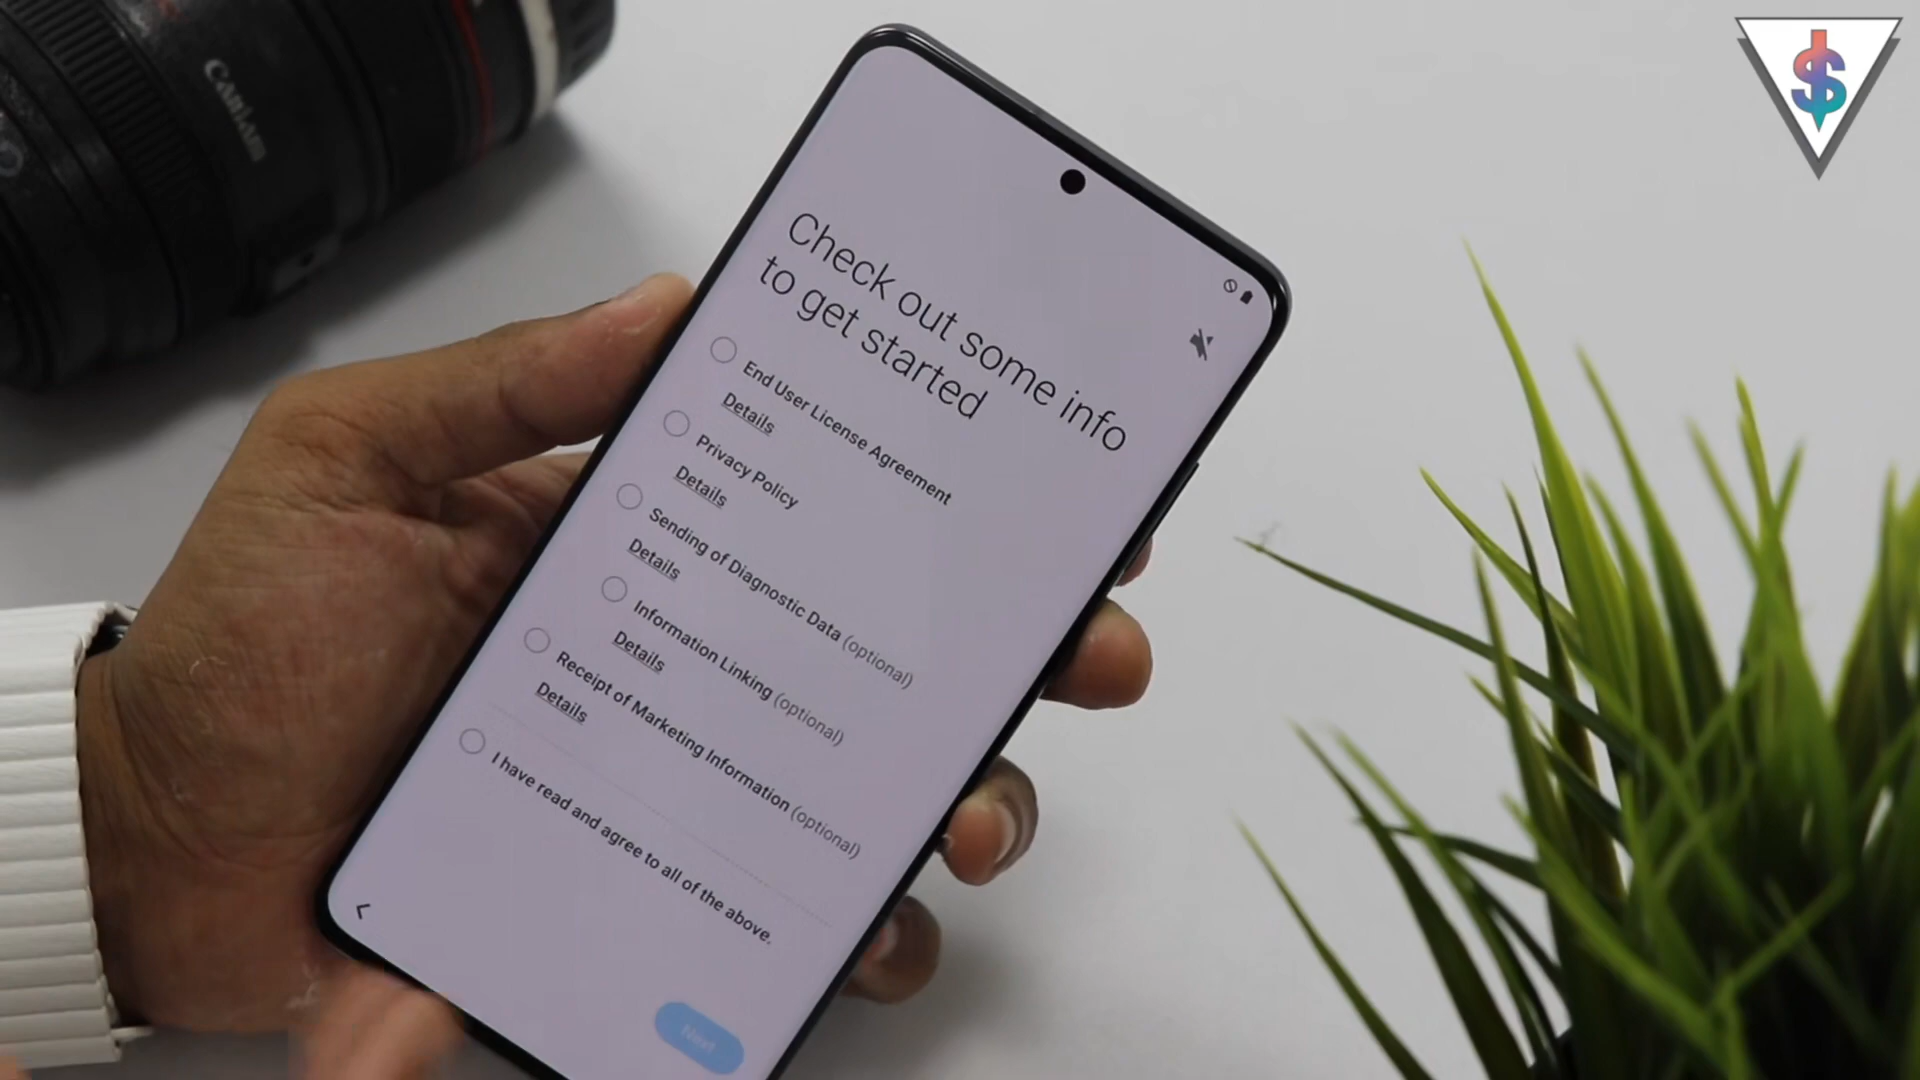 Canon
$
Check out some info
to get started
End User License Agreement
Details
Privacy Policy
Details
Sending of Diagnostic Data (optional)
Details
Information Linking (optional)
Details
Receipt of Marketing Information (optional)
Details
I have read and agree to all of the above.
Next